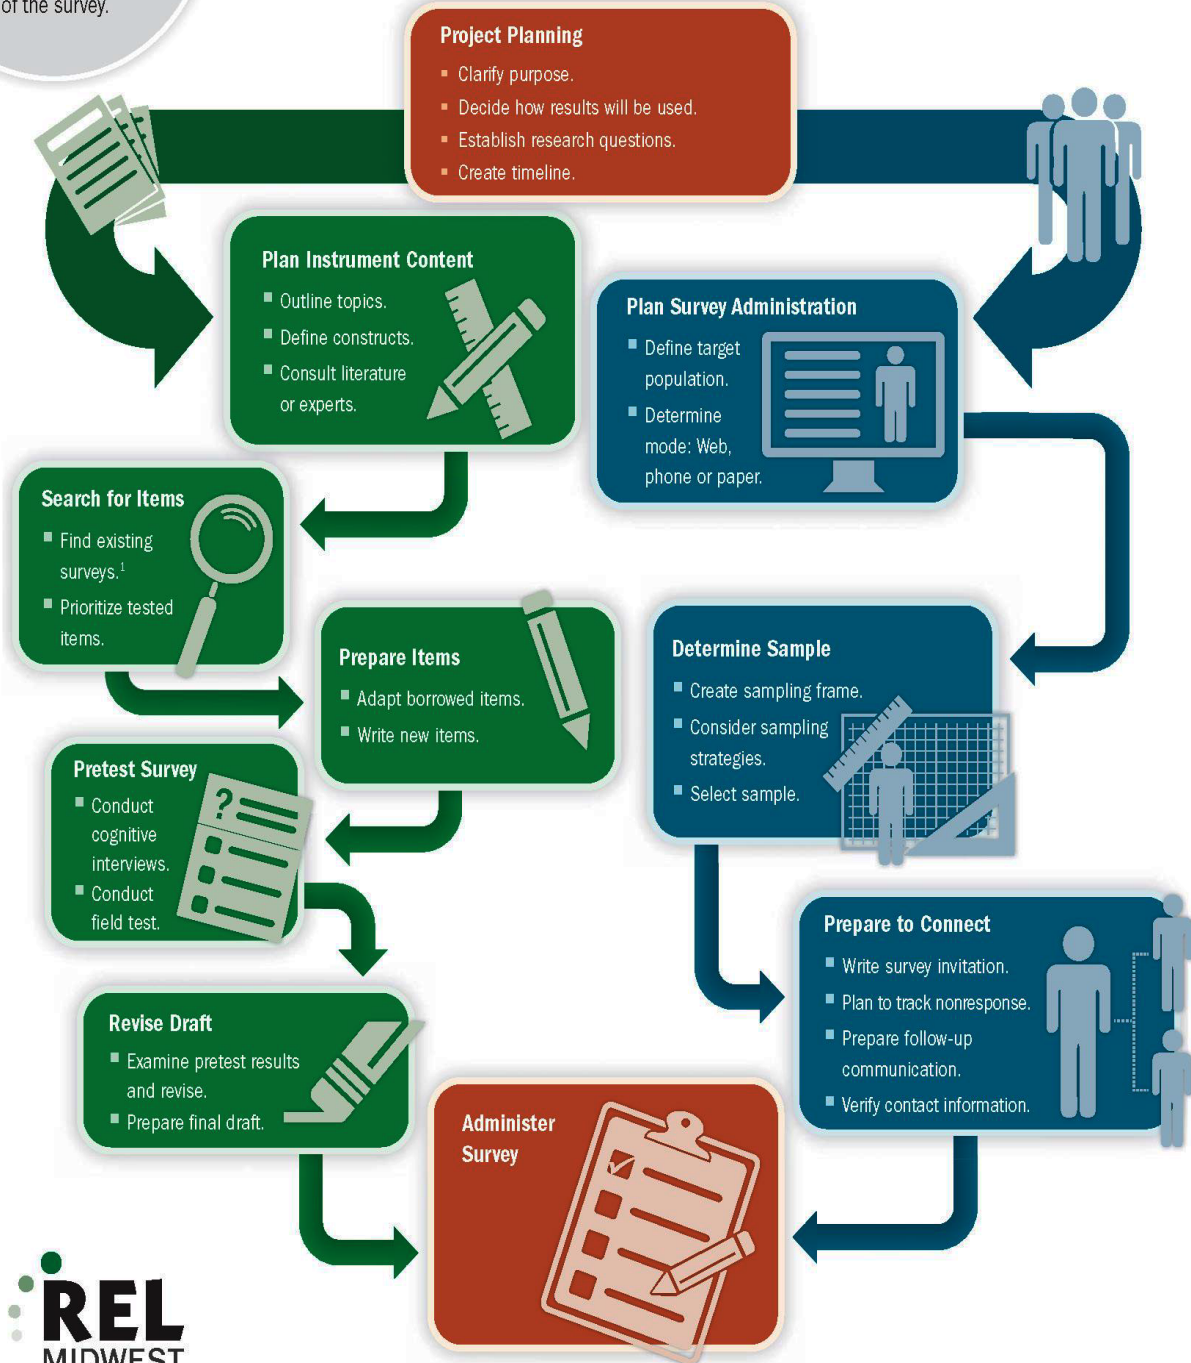 of the survey.
Project Planning
▪ Clarify purpose.
▪ Decide how results will be used.
▪ Establish research questions.
▪ Create timeline.
Plan Instrument Content
▪ Outline topics.
▪ Define constructs.
▪ Consult literature
or experts.
Plan Survey Administration
▪ Define target
population.
▪ Determine
mode: Web,
phone or paper.
Search for Items
▪ Find existing
surveys.¹
▪ Prioritize tested
items.
Prepare Items
▪ Adapt borrowed items.
▪ Write new items.
Determine Sample
▪ Create sampling frame.
▪ Consider sampling
strategies.
▪ Select sample.
Pretest Survey
▪ Conduct
cognitive
interviews.
▪ Conduct
field test.
?
Prepare to Connect
▪ Write survey invitation.
▪ Plan to track nonresponse.
▪ Prepare follow-up
communication.
▪ Verify contact information.
Revise Draft
▪ Examine pretest results
and revise.
▪ Prepare final draft.
Administer
Survey
REL
MIDWEST